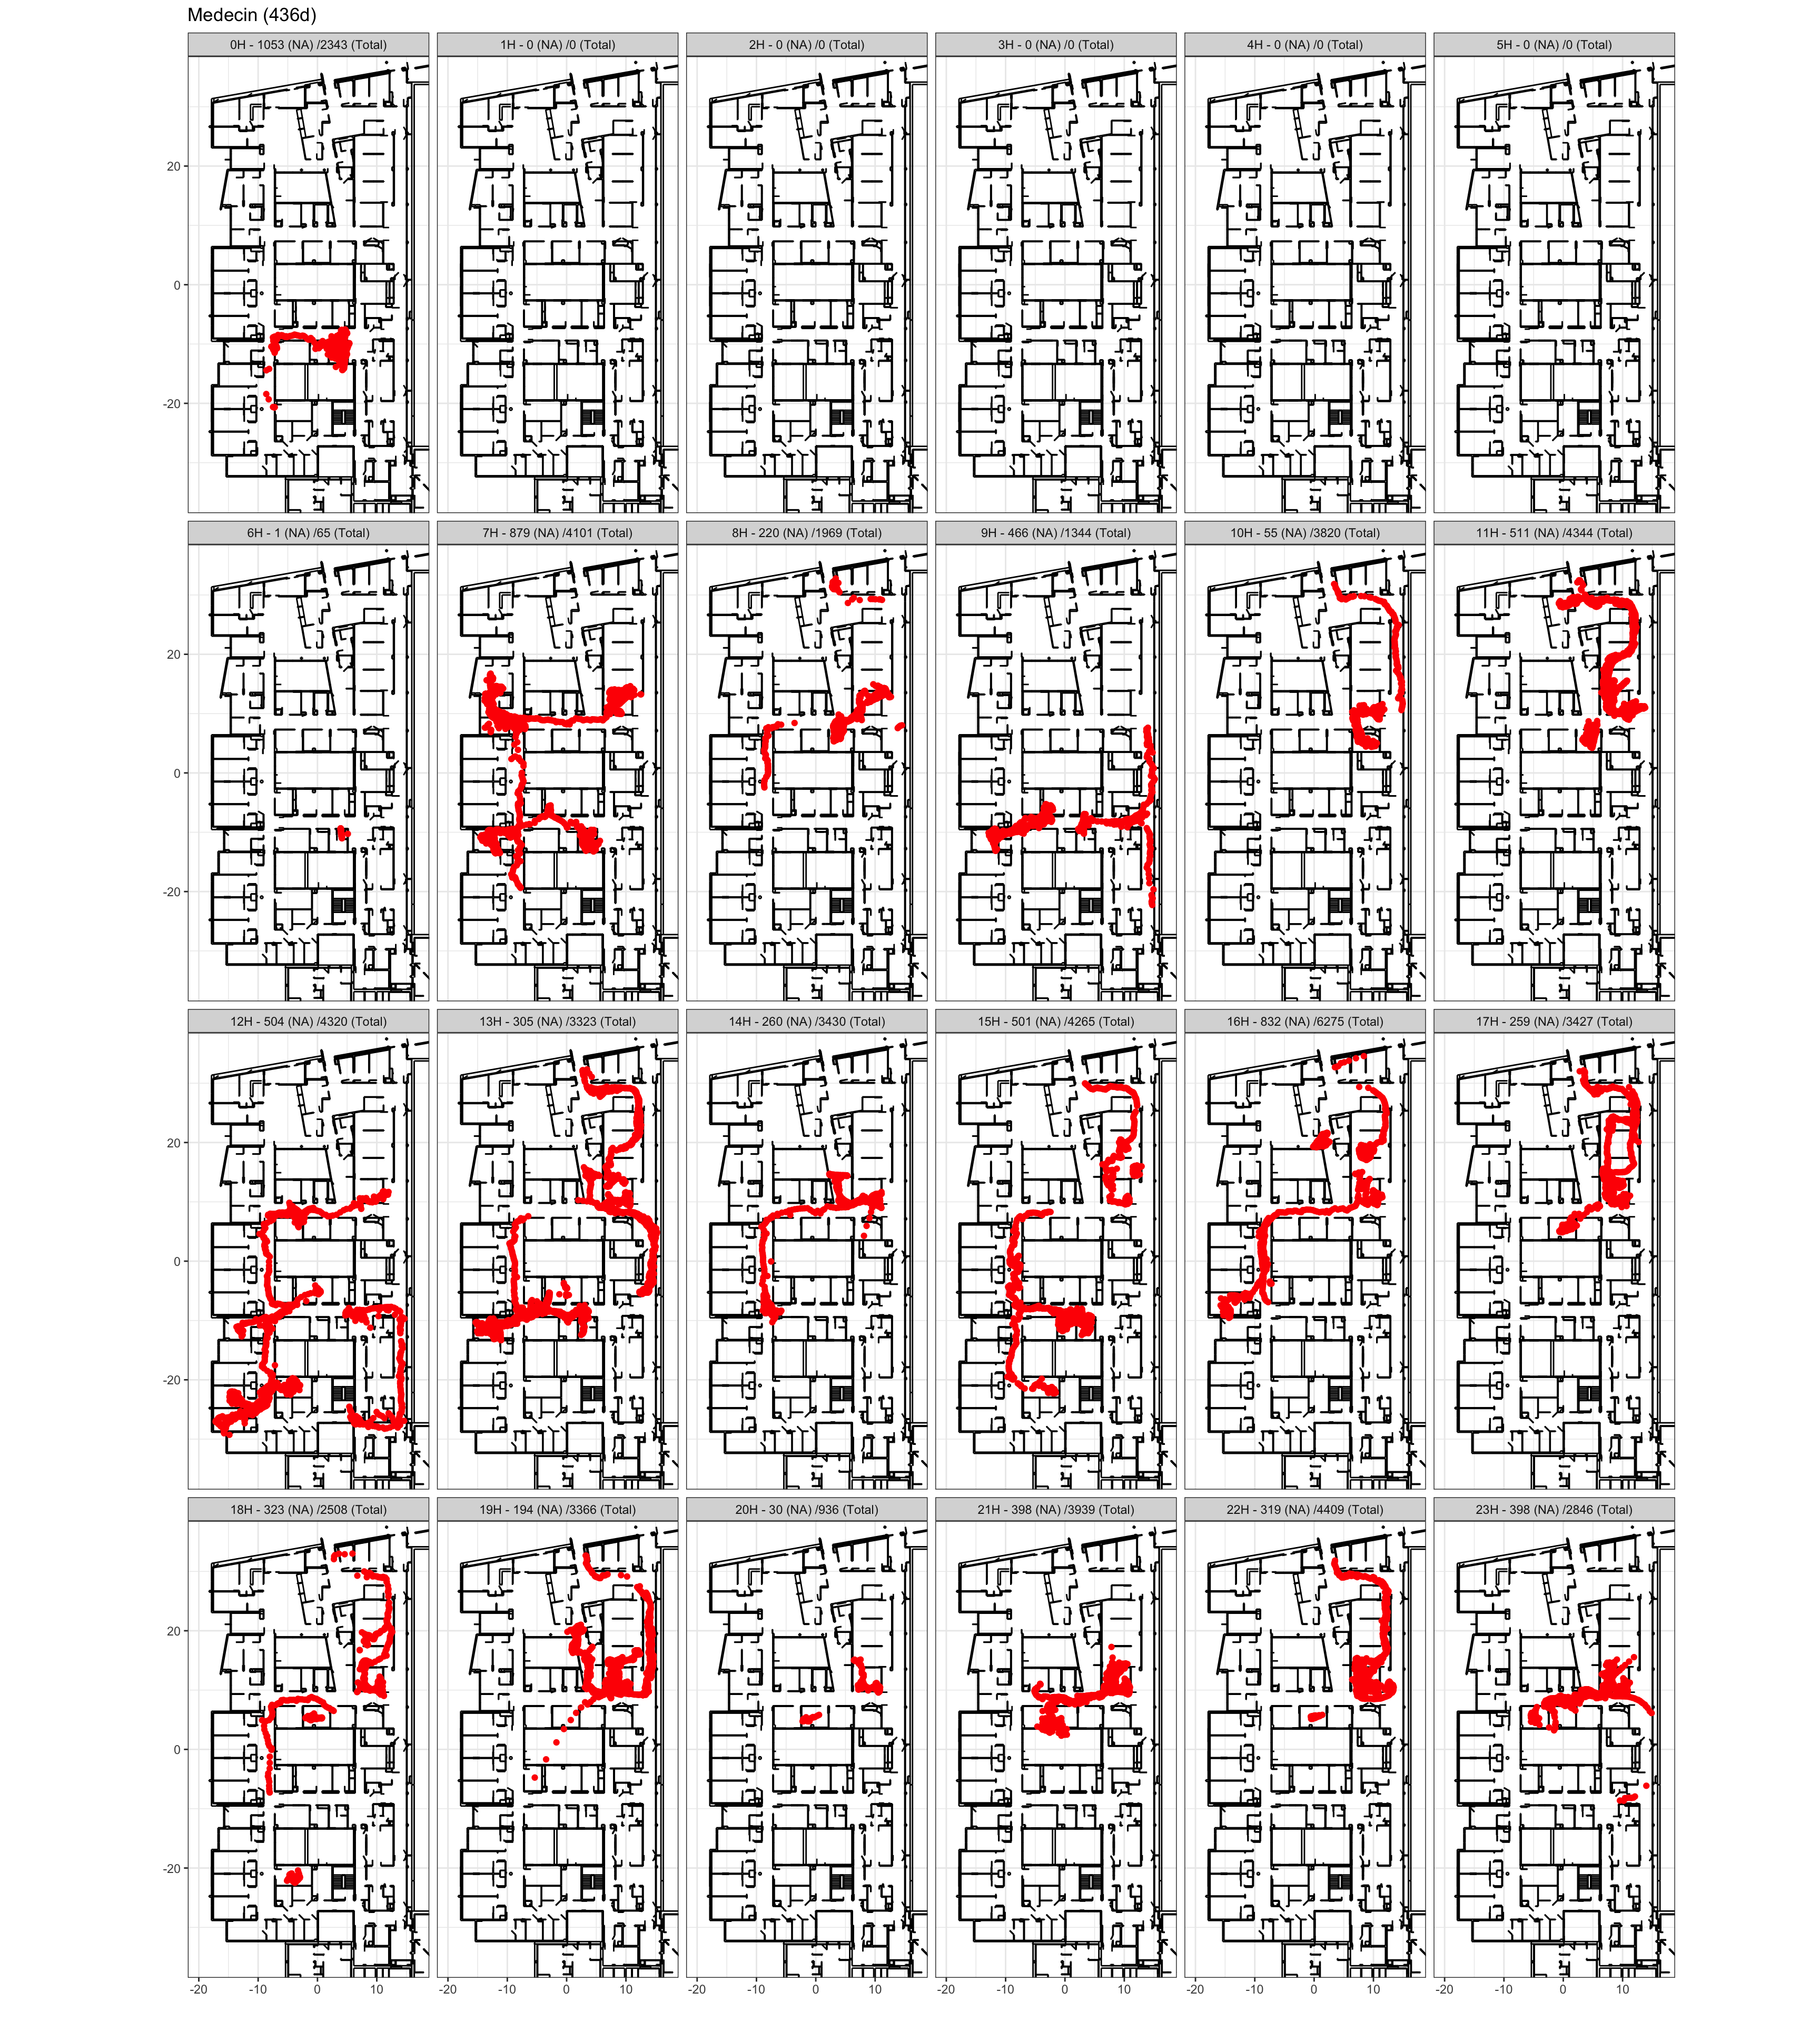 Medecin (436d)
0H - 1053 (NA) /2343 (Total) 1H - 0 (NA) /0 (Total) 2H - 0 (NA) /0 (Total) 3H - 0 (NA) /0 (Total) 4H - 0 (NA) /0 (Total) 5H - 0 (NA) /0 (Total)
20
0
-20
6H - 1 (NA) /65 (Total) 7H - 879 (NA) /4101 (Total) 8H - 220 (NA) /1969 (Total) 9H - 466 (NA) /1344 (Total) 10H - 55 (NA) /3820 (Total) 11H - 511 (NA) /4344 (Total)
20
0
-20
12H - 504 (NA) /4320 (Total) 13H - 305 (NA) /3323 (Total) 14H - 260 (NA) /3430 (Total) 15H - 501 (NA) /4265 (Total) 16H - 832 (NA) /6275 (Total) 17H - 259 (NA) /3427 (Total)
20
0
-20
18H - 323 (NA) /2508 (Total) 19H - 194 (NA) /3366 (Total) 20H - 30 (NA) /936 (Total) 21H - 398 (NA) /3939 (Total) 22H - 319 (NA) /4409 (Total) 23H - 398 (NA) /2846 (Total)
20
0
-20
-20 -10 0 10 -20 -10 0 10 -20 -10 0 10 -20 -10 0 10 -20 -10 0 10 -20 -10 0 10